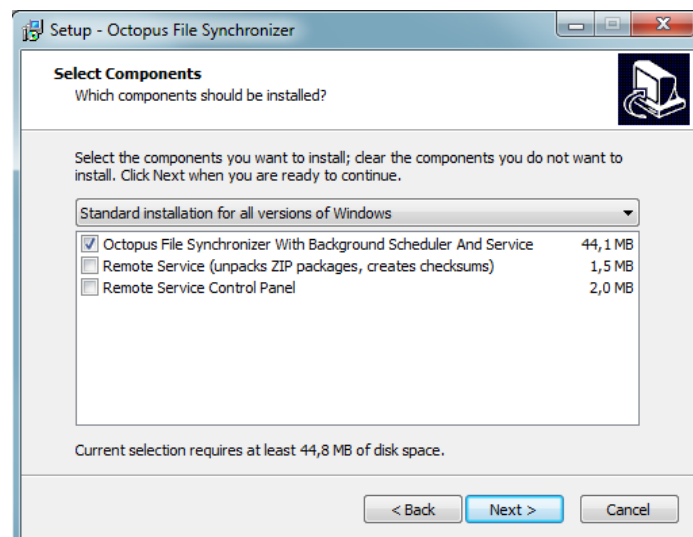 Setup - Octopus File Synchronizer
Select Components
Which components should be installed?
Select the components you want to install; clear the components you do not want to
install. Click Next when you are ready to continue.
Standard installation for all versions of Windows
Octopus File Synchronizer With Background Scheduler And Service 44,1 MB
Remote Service (unpacks ZIP packages, creates checksums) 1,5 MB
Remote Service Control Panel 2,0 MB
Current selection requires at least 44,8 MB of disk space.
< Back Next > Cancel